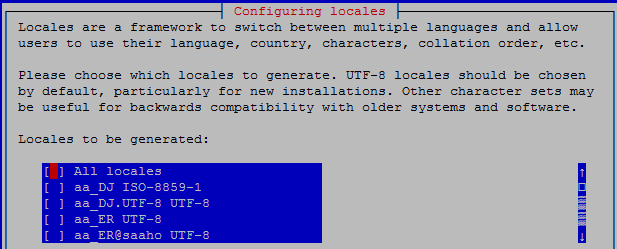 Configuring locales
Locales are a framework to switch between multiple languages and allow
users to use their language, country, characters, collation order, etc.
Please choose which locales to generate. UTF-8 locales should be chosen
by default, particularly for new installations. Other character sets may
be useful for backwards compatibility with older systems and software.
Locales to be generated:
[ ] All locales
[ ] aa_DJ ISO-8859-1
[ ] aa_DJ.UTF-8 UTF-8
[ ] aa_ER UTF-8
[ ] aa_ER@saaho UTF-8